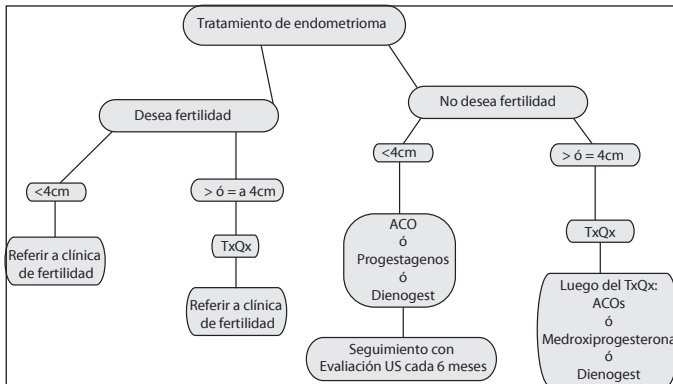 Tratamiento de endometrioma
Desea fertilidad
No desea fertilidad
<4cm
> ó = a 4cm
<4cm
> ó = 4cm
Referir a clínica
de fertilidad
TxQx
Referir a clínica
de fertilidad
ACO
ó
Progestagenos
ó
Dienogest
Seguimiento con
Evaluación US cada 6 meses
TxQx
Luego del TxQx:
ACOs
ó
Medroxiprogesterona
ó
Dienogest